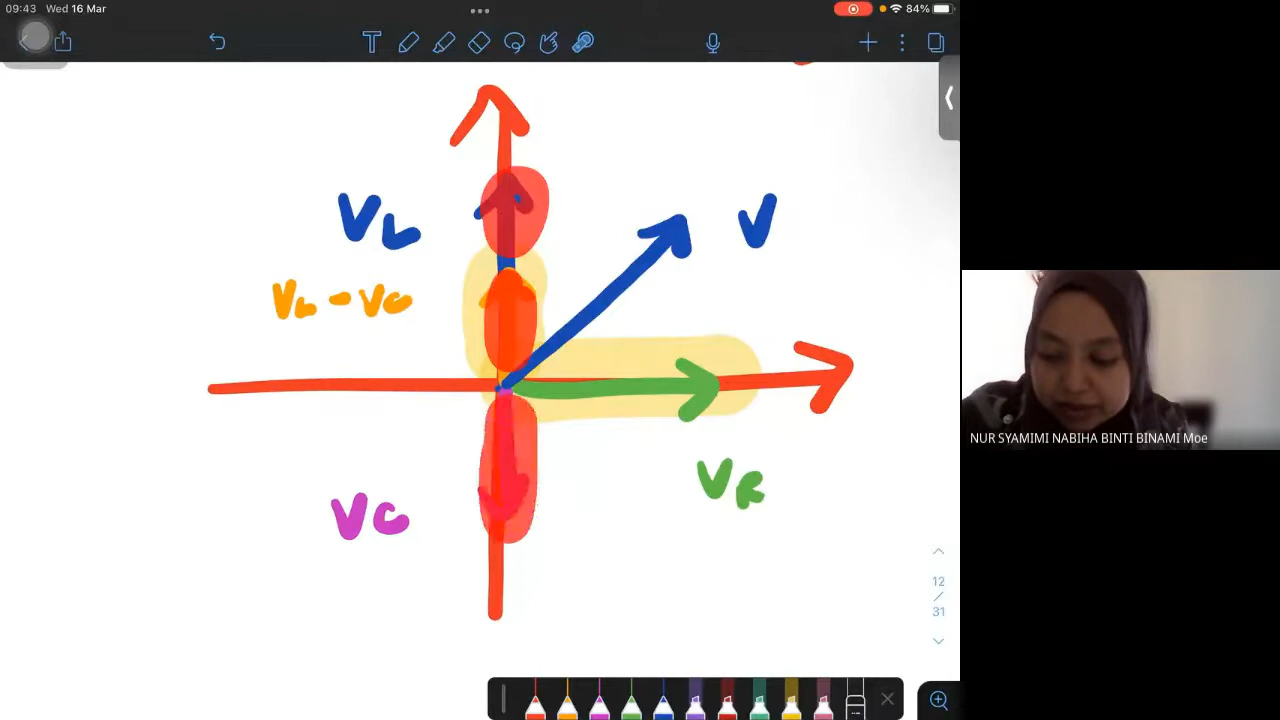 09:43 Wed 16 Mar
84%
T
VL
V
VL - VC
VR
VC
12
/
31
NUR SYAMIMI NABIHA BINTI BINAMI Moe